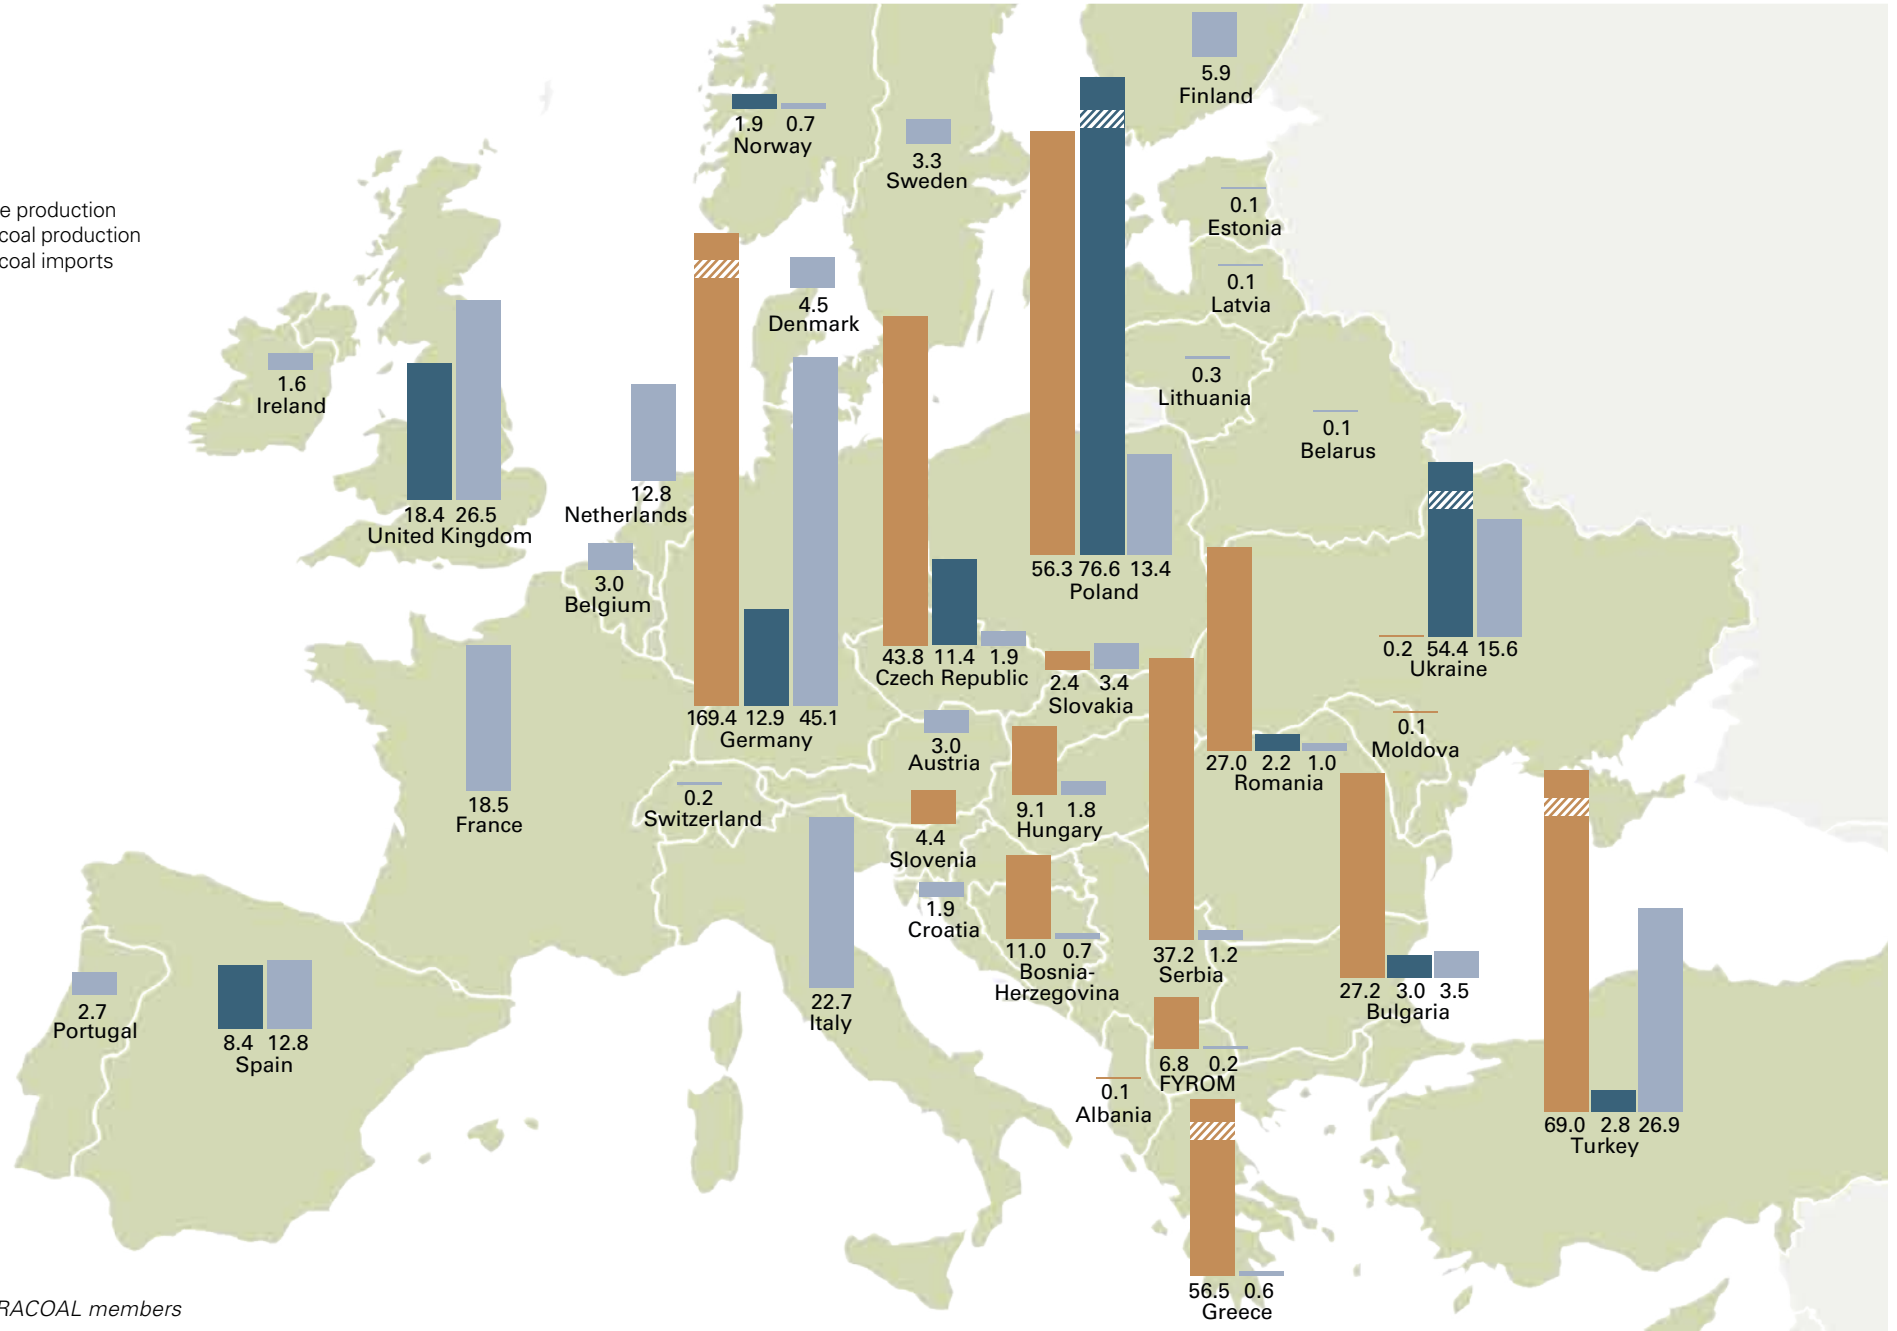 5.9
Finland
1.9 0.7
Norway
3.3
Sweden
production
coal production
coal imports
0.1
Estonia
0.1
Latvia
4.5
Denmark
1.6
Ireland
0.3
Lithuania
0.1
Belarus
12.8
Netherlands
18.4 26.5
United Kingdom
3.0
Belgium
56.3 76.6 13.4
Poland
0.2 54.4 15.6
Ukraine
43.8 11.4 1.9
Czech Republic
2.4 3.4
Slovakia
169.4 12.9 45.1
Germany
3.0
Austria
0.1
Moldova
27.0 2.2 1.0
Romania
18.5
France
0.2
Switzerland
9.1 1.8
Hungary
4.4
Slovenia
1.9
Croatia
11.0 0.7
Bosnia-
Herzegovina
37.2 1.2
Serbia
27.2 3.0 3.5
Bulgaria
22.7
Italy
2.7
Portugal
8.4 12.8
Spain
6.8 0.2
FYROM
0.1
Albania
69.0 2.8 26.9
Turkey
56.5 0.6
Greece
RACOAL members